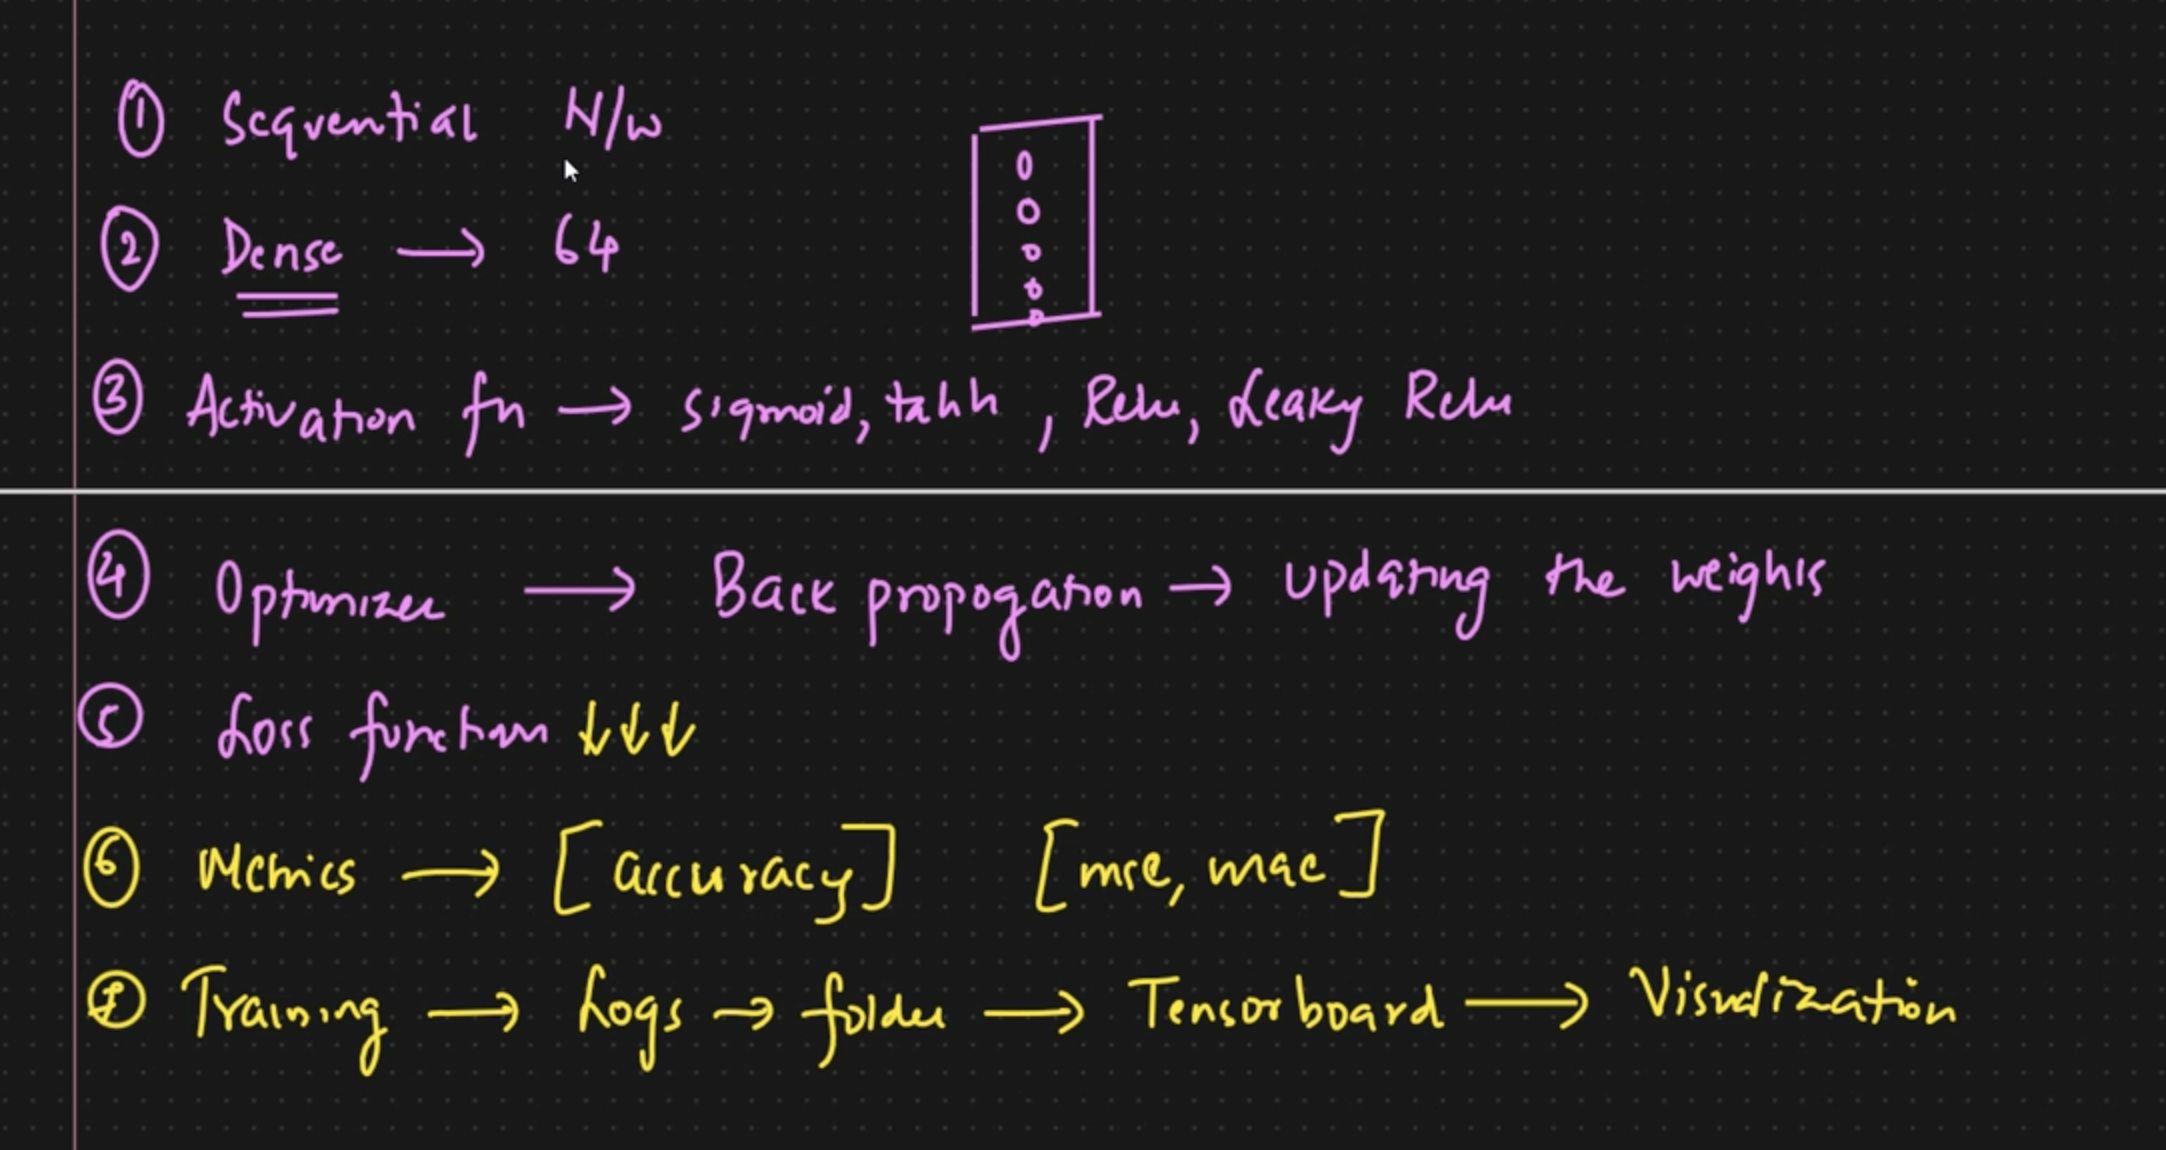 ① Sequential N/w
② Dense → 64
③ Activation fn → sigmoid, tanh, Relu, Leaky Relu
④ Optimizer → Back propogation → updating the weights
⑤ Loss function ↓↓↓
⑥ Metrics → [accuracy] [mse, mae]
⑦ Training → Logs → folder → Tensorboard → Visualization